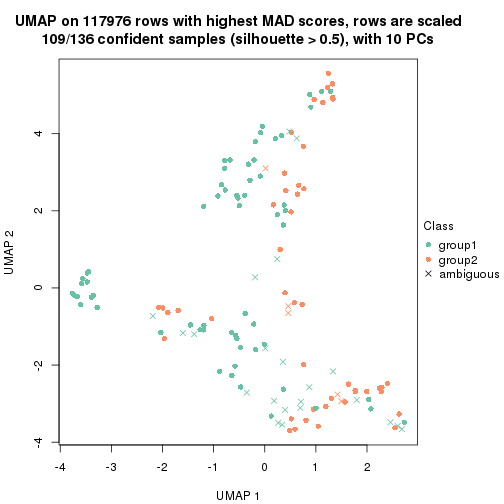 UMAP on 117976 rows with highest MAD scores, rows are scaled
109/136 confident samples (silhouette > 0.5), with 10 PCs
4
2
0
-2
-4
UMAP 2
-4
-3
-2
-1
0
1
2
UMAP 1
Class
group1
group2
ambiguous